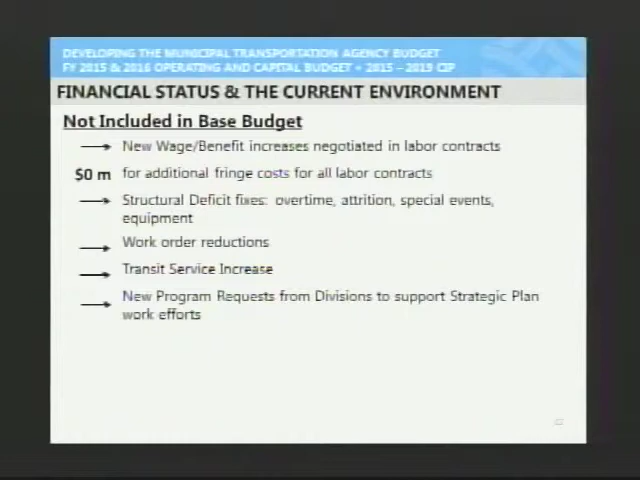 DEVELOPING THE MUNICIPAL TRANSPORTATION AGENCY BUDGET
FY 2015 & 2016 OPERATING AND CAPITAL BUDGET + 2015 – 2019 CIP
FINANCIAL STATUS & THE CURRENT ENVIRONMENT
Not Included in Base Budget
New Wage/Benefit increases negotiated in labor contracts
$0 m for additional fringe costs for all labor contracts
Structural Deficit fixes: overtime, attrition, special events,
equipment
Work order reductions
Transit Service Increase
New Program Requests from Divisions to support Strategic Plan
work efforts